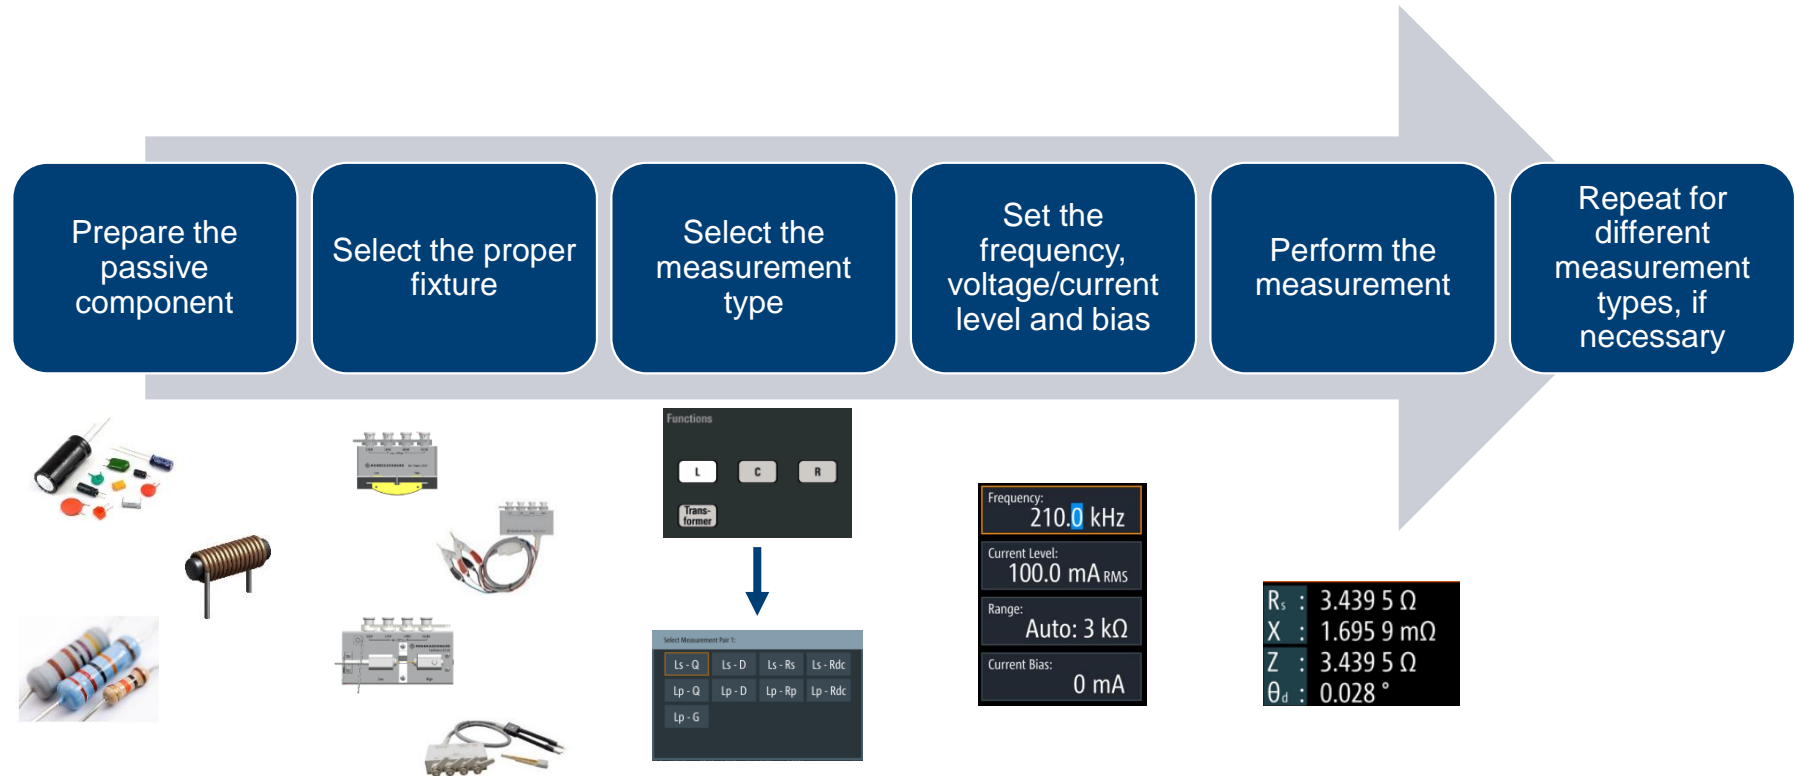 Prepare the
passive
component
Select the proper
fixture
Select the
measurement
type
Set the
frequency,
voltage/current
level and bias
Perform the
measurement
Repeat for
different
measurement
types, if
necessary
Functions
L C R
Trans-
former
Select Measurement Pair 1:
Ls - Q Ls - D Ls - Rs Ls - Rdc
Lp - Q Lp - D Lp - Rp Lp - Rdc
Lp - G
Frequency:
210.0 kHz
Current Level:
100.0 mA RMS
Range:
Auto: 3 kΩ
Current Bias:
0 mA
Rs : 3.439 5 Ω
X : 1.695 9 mΩ
Z : 3.439 5 Ω
θd : 0.028 °